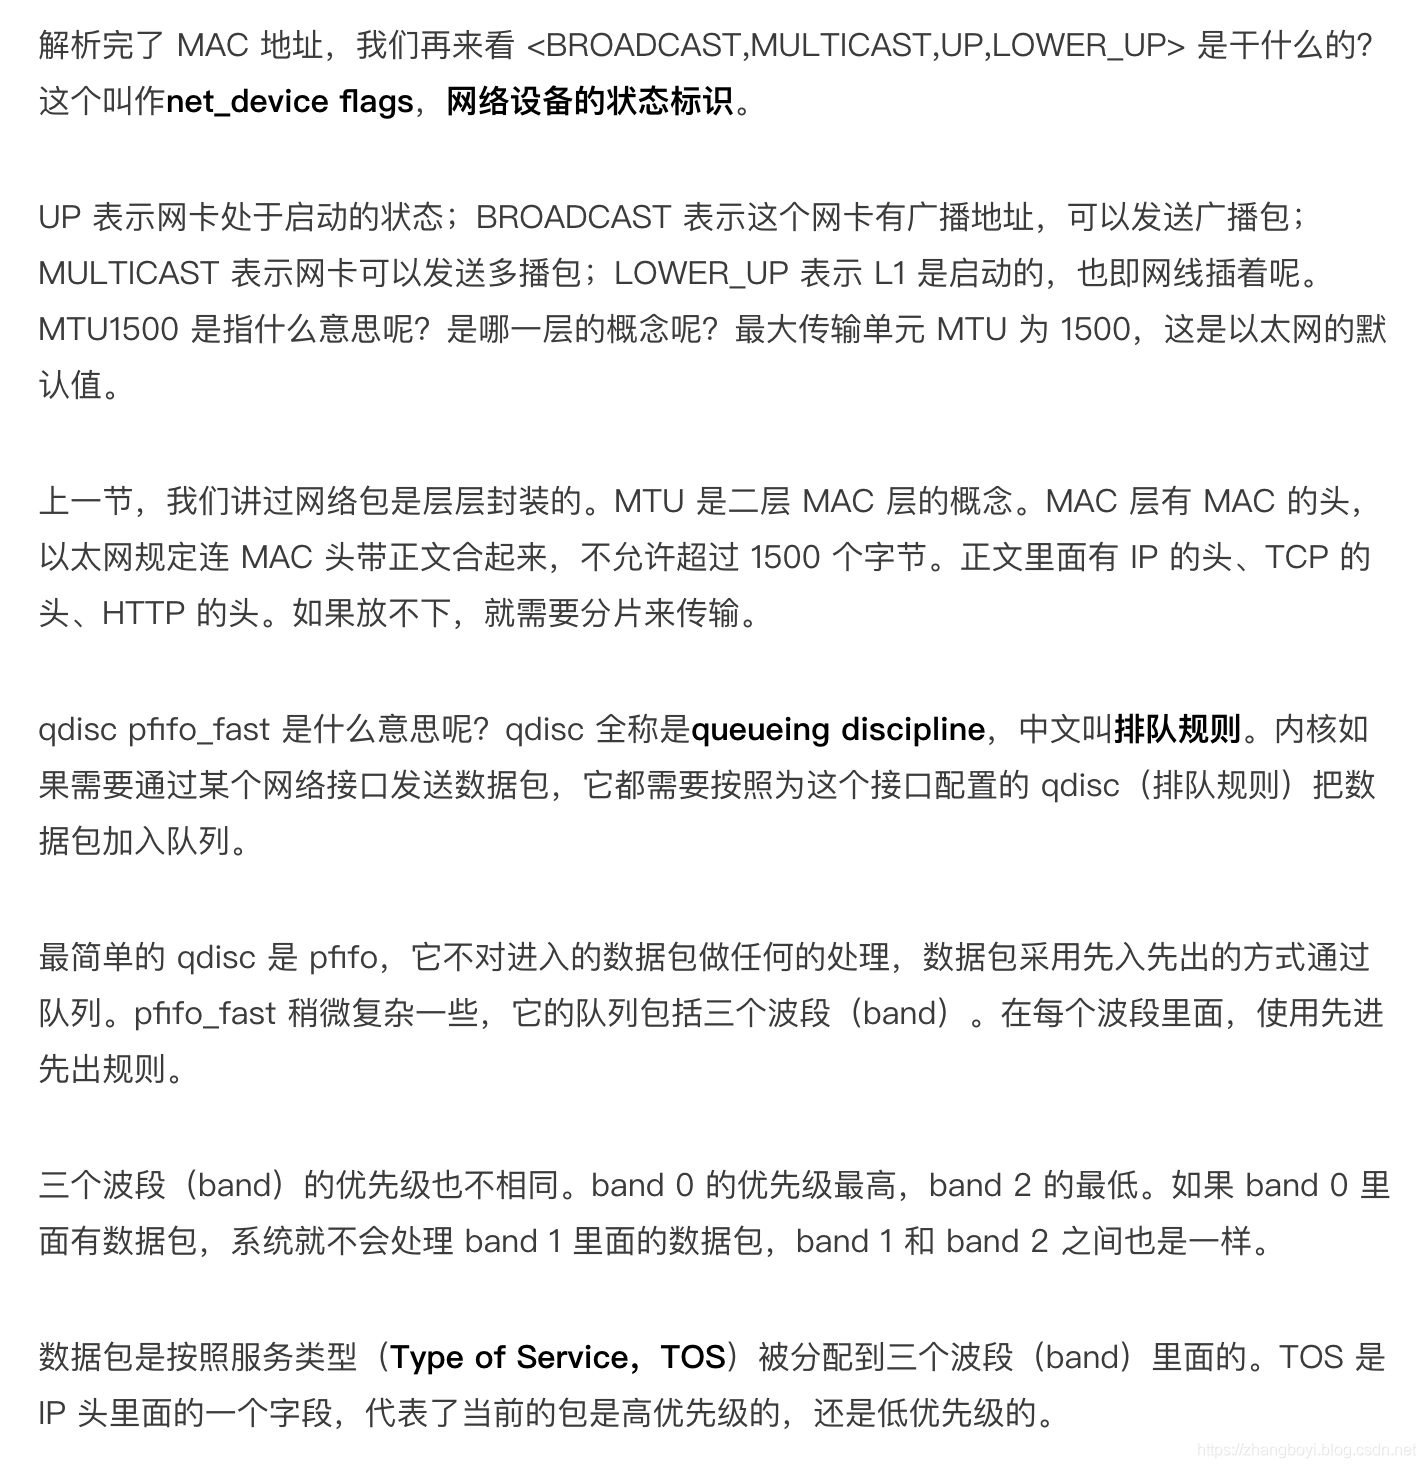 解析完了 MAC 地址，我们再来看 <BROADCAST,MULTICAST,UP,LOWER_UP> 是干什么的？
这个叫作net_device flags，网络设备的状态标识。
UP 表示网卡处于启动的状态；BROADCAST 表示这个网卡有广播地址，可以发送广播包；
MULTICAST 表示网卡可以发送多播包；LOWER_UP 表示 L1 是启动的，也即网线插着呢。
MTU1500 是指什么意思呢？是哪一层的概念呢？最大传输单元 MTU 为 1500，这是以太网的默
认值。
上一节，我们讲过网络包是层层封装的。MTU 是二层 MAC 层的概念。MAC 层有 MAC 的头，
以太网规定连 MAC 头带正文合起来，不允许超过 1500 个字节。正文里面有 IP 的头、TCP 的
头、HTTP 的头。如果放不下，就需要分片来传输。
qdisc pfifo_fast 是什么意思呢？qdisc 全称是queueing discipline，中文叫排队规则。内核如
果需要通过某个网络接口发送数据包，它都需要按照为这个接口配置的 qdisc（排队规则）把数
据包加入队列。
最简单的 qdisc 是 pfifo，它不对进入的数据包做任何的处理，数据包采用先入先出的方式通过
队列。pfifo_fast 稍微复杂一些，它的队列包括三个波段（band）。在每个波段里面，使用先进
先出规则。
三个波段（band）的优先级也不相同。band 0 的优先级最高，band 2 的最低。如果 band 0 里
面有数据包，系统就不会处理 band 1 里面的数据包，band 1 和 band 2 之间也是一样。
数据包是按照服务类型（Type of Service，TOS）被分配到三个波段（band）里面的。TOS 是
IP 头里面的一个字段，代表了当前的包是高优先级的，还是低优先级的。
https://zhangboyi.blog.csdn.net